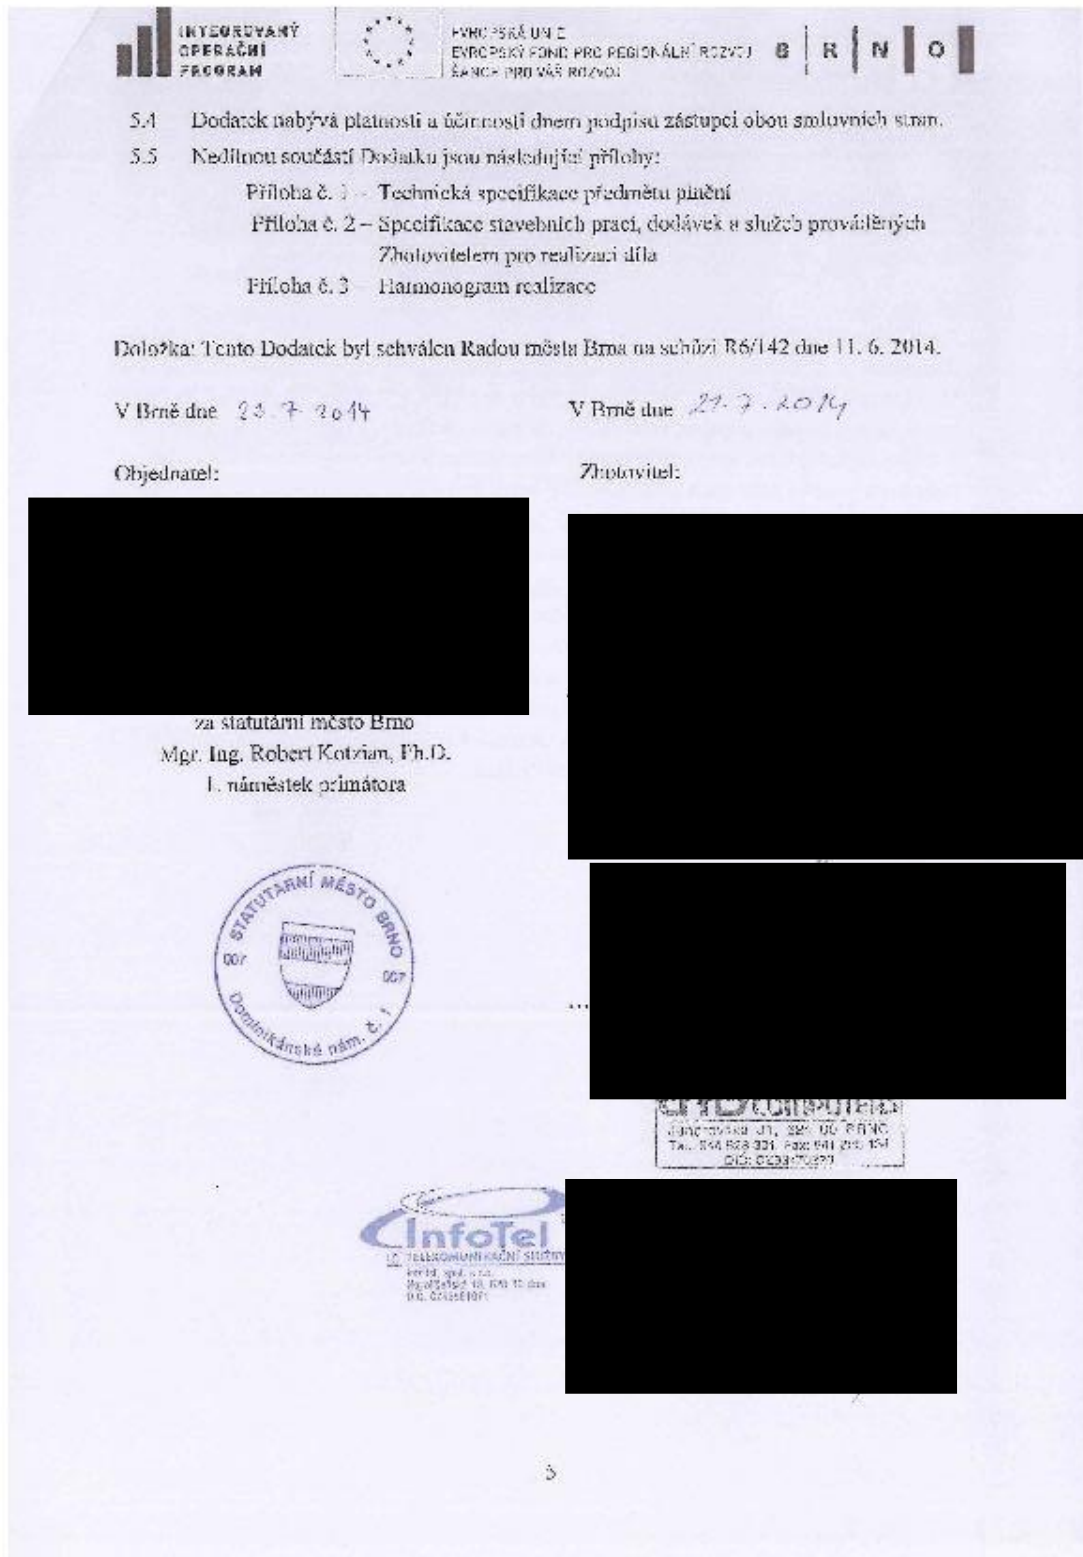 INTEGROVANÝ
OPERAČNÍ
PROGRAM
EVROPSKÁ UNIE
EVROPSKÝ FOND PRO REGIONÁLNÍ ROZVOJ
ŠANCE PRO VÁŠ ROZVOJ
B R N O
5.4 Dodatek nabývá platnosti a účinnosti dnem podpisu zástupci obou smluvních stran.
5.5 Nedílnou součástí Dodatku jsou následující přílohy:
Příloha č. 1 – Technická specifikace předmětu plnění
Příloha č. 2 – Specifikace stavebních prací, dodávek a služeb prováděných
Zhotovitelem pro realizaci díla
Příloha č. 3 – Harmonogram realizace
Doložka: Tento Dodatek byl schválen Radou města Brna na schůzi R6/142 dne 11. 6. 2014.
V Brně dne 23. 7 2014
V Brně dne 21. 7. 2014
Objednatel:
Zhotovitel:
za statutární město Brno
Mgr. Ing. Robert Kotzian, Ph.D.
1. náměstek primátora
STATUTÁRNÍ MĚSTO BRNO
007
007
Dominikánské nám. č. 1
computers
BRNO
InfoTel
TELEKOMUNIKAČNÍ SLUŽBY
3